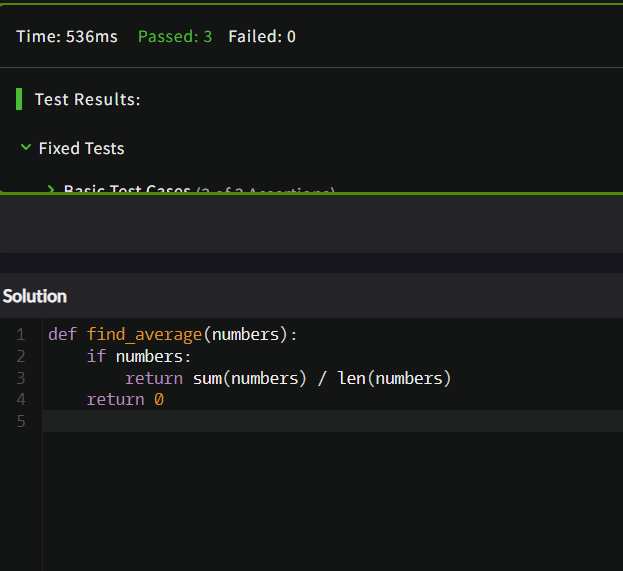 Time: 536ms Passed: 3 Failed: 0
Test Results:
Fixed Tests
Basic Test Cases
Solution
1 def find_average(numbers):
2     if numbers:
3         return sum(numbers) / len(numbers)
4     return 0
5